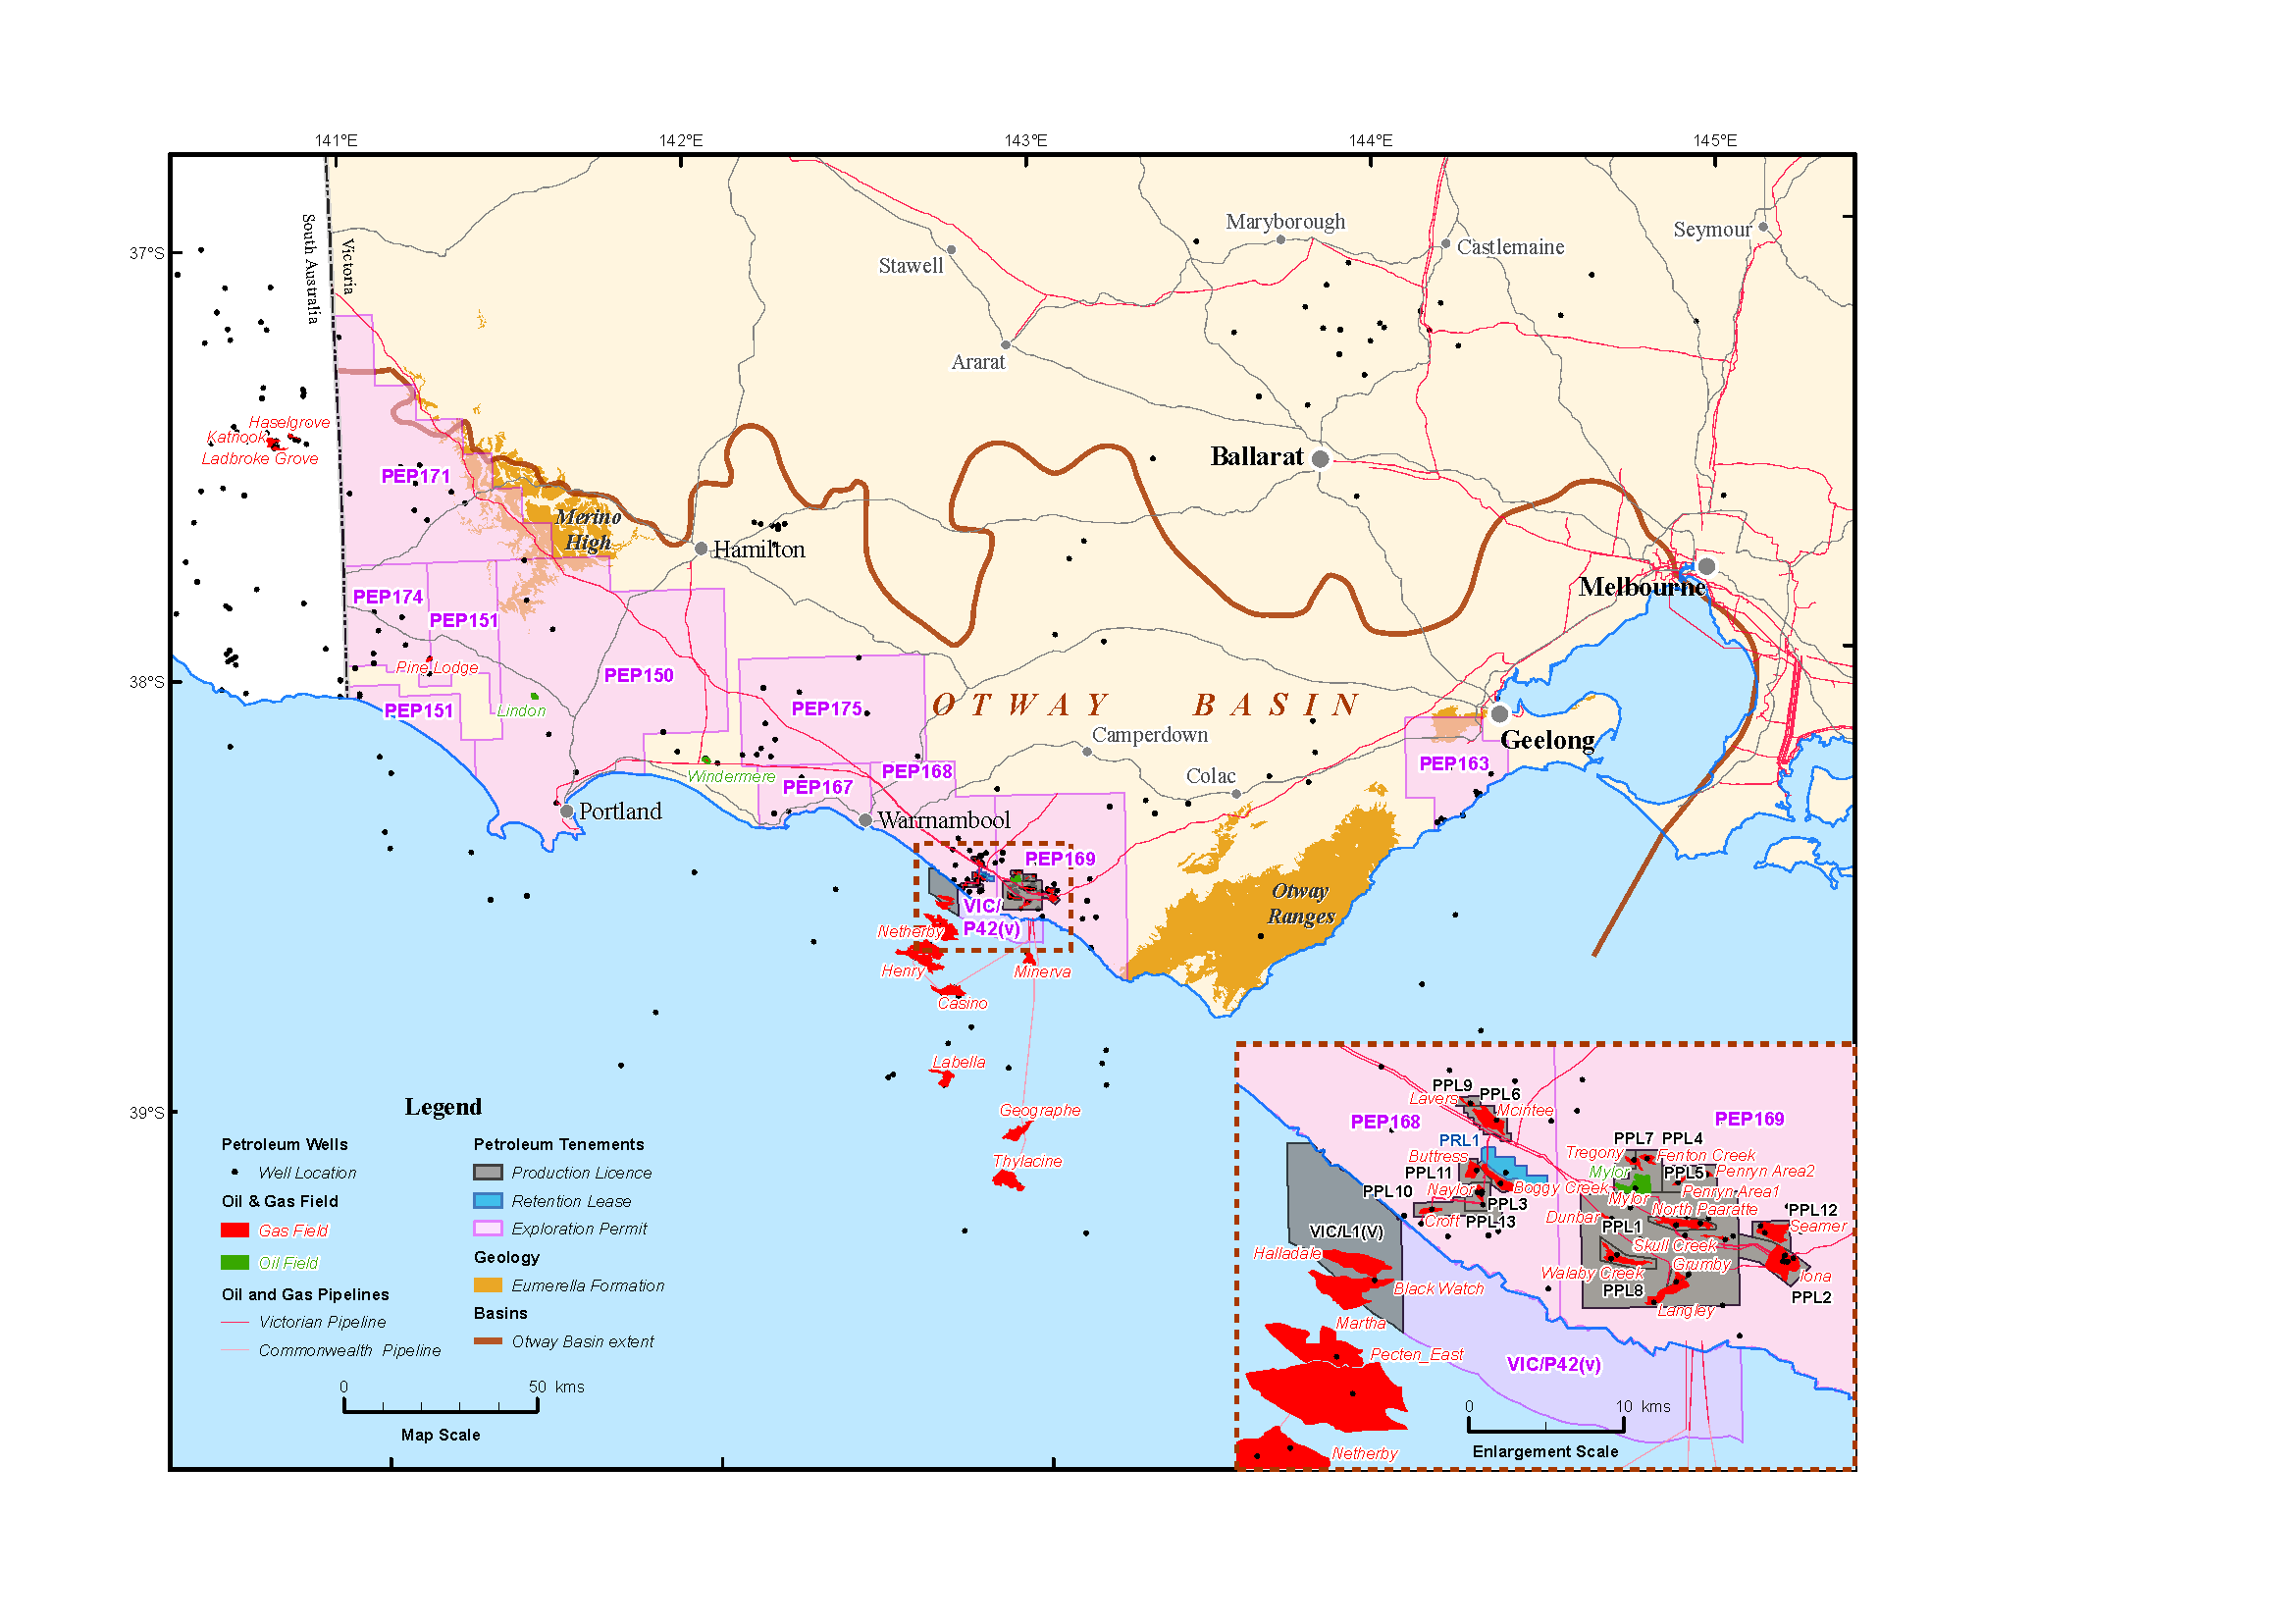 141°E
142°E
143°E
144°E
145°E
37°S
38°S
39°S
South Australia
Victoria
Maryborough
Castlemaine
Seymour
Stawell
Ararat
Ballarat
Haselgrove
Katnook
Ladbroke Grove
PEP171
Merino
High
Hamilton
Melbourne
PEP174
PEP151
Pine Lodge
PEP150
PEP151
Lindon
PEP175
OTWAY BASIN
Camperdown
Geelong
Windermere
PEP167
PEP168
Colac
PEP163
Portland
Warrnambool
PEP169
VIC/
P42(v)
Otway
Ranges
Netherby
Henry
Minerva
Casino
Labella
Geographe
Thylacine
Legend
Petroleum Wells
Well Location
Oil & Gas Field
Gas Field
Oil Field
Oil and Gas Pipelines
Victorian Pipeline
Commonwealth Pipeline
Petroleum Tenements
Production Licence
Retention Lease
Exploration Permit
Geology
Eumerella Formation
Basins
Otway Basin extent
0 50 kms
Map Scale
PPL9
PPL6
Lavers
Mcintee
PEP168
PEP169
PRL1
PPL7 PPL4
Buttress
Tregony
Fenton Creek
PPL11
Mylor
PPL5
Penryn Area2
PPL10
Naylor
Boggy Creek
Mylor
Penryn Area1
PPL3
Croft
PPL13
Dunbar
PPL1
North Paaratte
PPL12
Seamer
VIC/L1(V)
Skull Creek
Halladale
Walaby Creek
Grumby
Iona
Black Watch
PPL8
PPL2
Langley
Martha
Pecten_East
VIC/P42(v)
0 10 kms
Enlargement Scale
Netherby